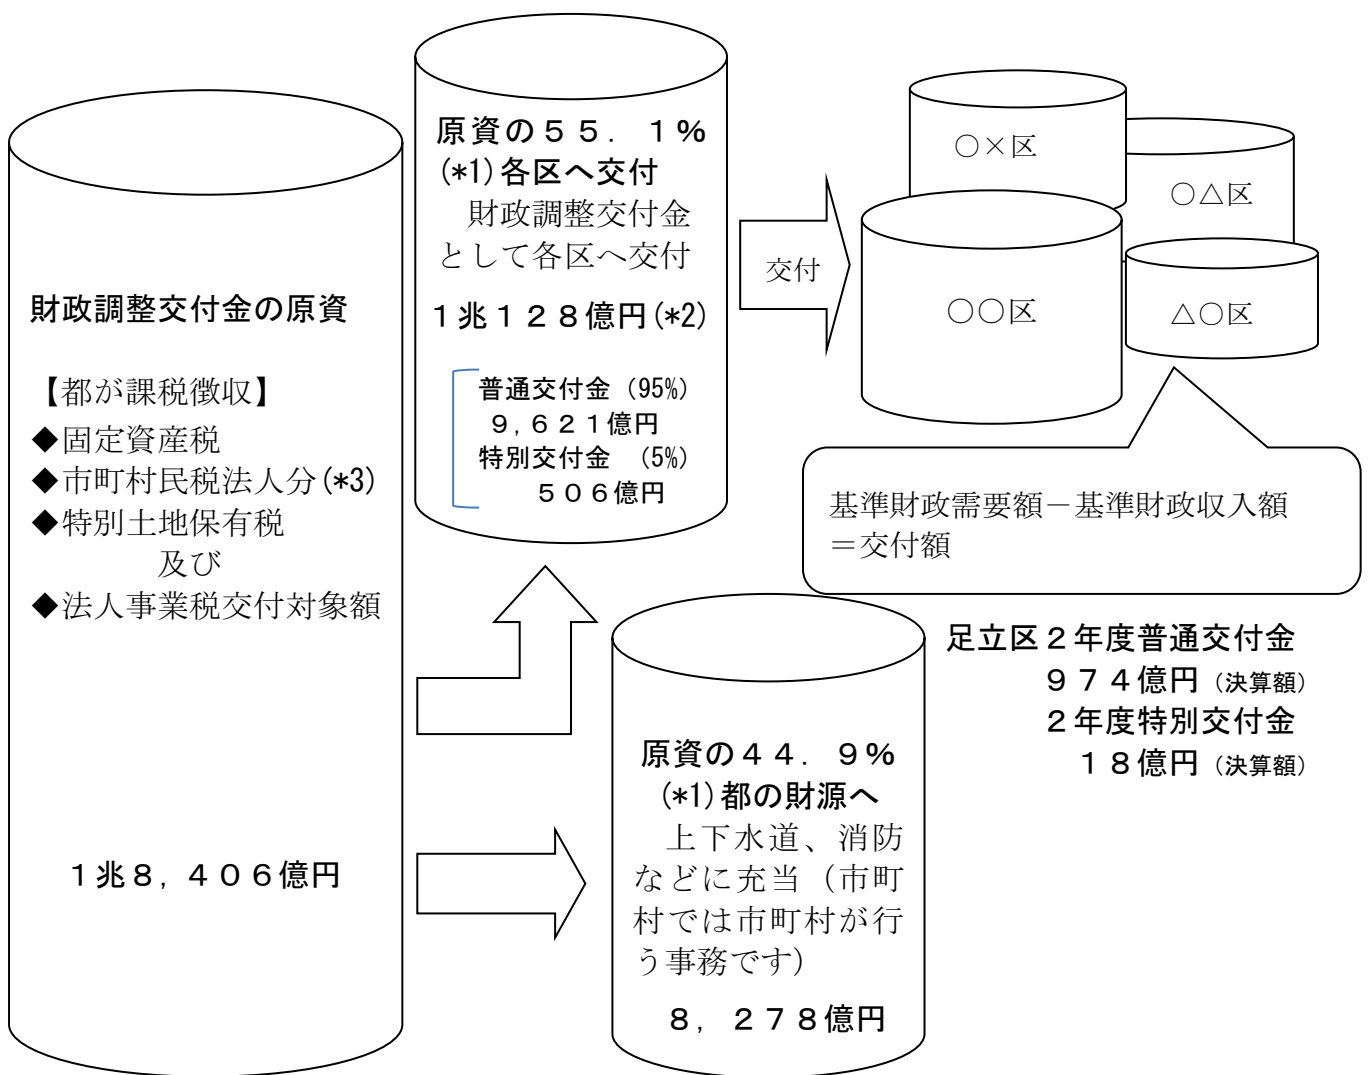 財政調整交付金の原資
【都が課税徴収】
◆固定資産税
◆市町村民税法人分(*3)
◆特別土地保有税
及び
◆法人事業税交付対象額
1兆8,406億円
原資の55.1%
(*1)各区へ交付
財政調整交付金
として各区へ交付
1兆128億円(*2)
普通交付金(95%)
9,621億円
特別交付金 (5%)
506億円
交付
○×区
○△区
○○区
△○区
基準財政需要額-基準財政収入額
=交付額
原資の44.9%
(*1)都の財源へ
上下水道、消防
などに充当(市町
村では市町村が行
う事務です)
8,278億円
足立区2年度普通交付金
974億円(決算額)
2年度特別交付金
18億円(決算額)